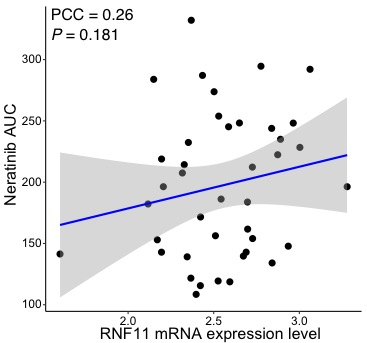 PCC = 0.26
P = 0.181
300
250
200
150
100
Neratinib AUC
2.0 2.5 3.0
RNF11 mRNA expression level